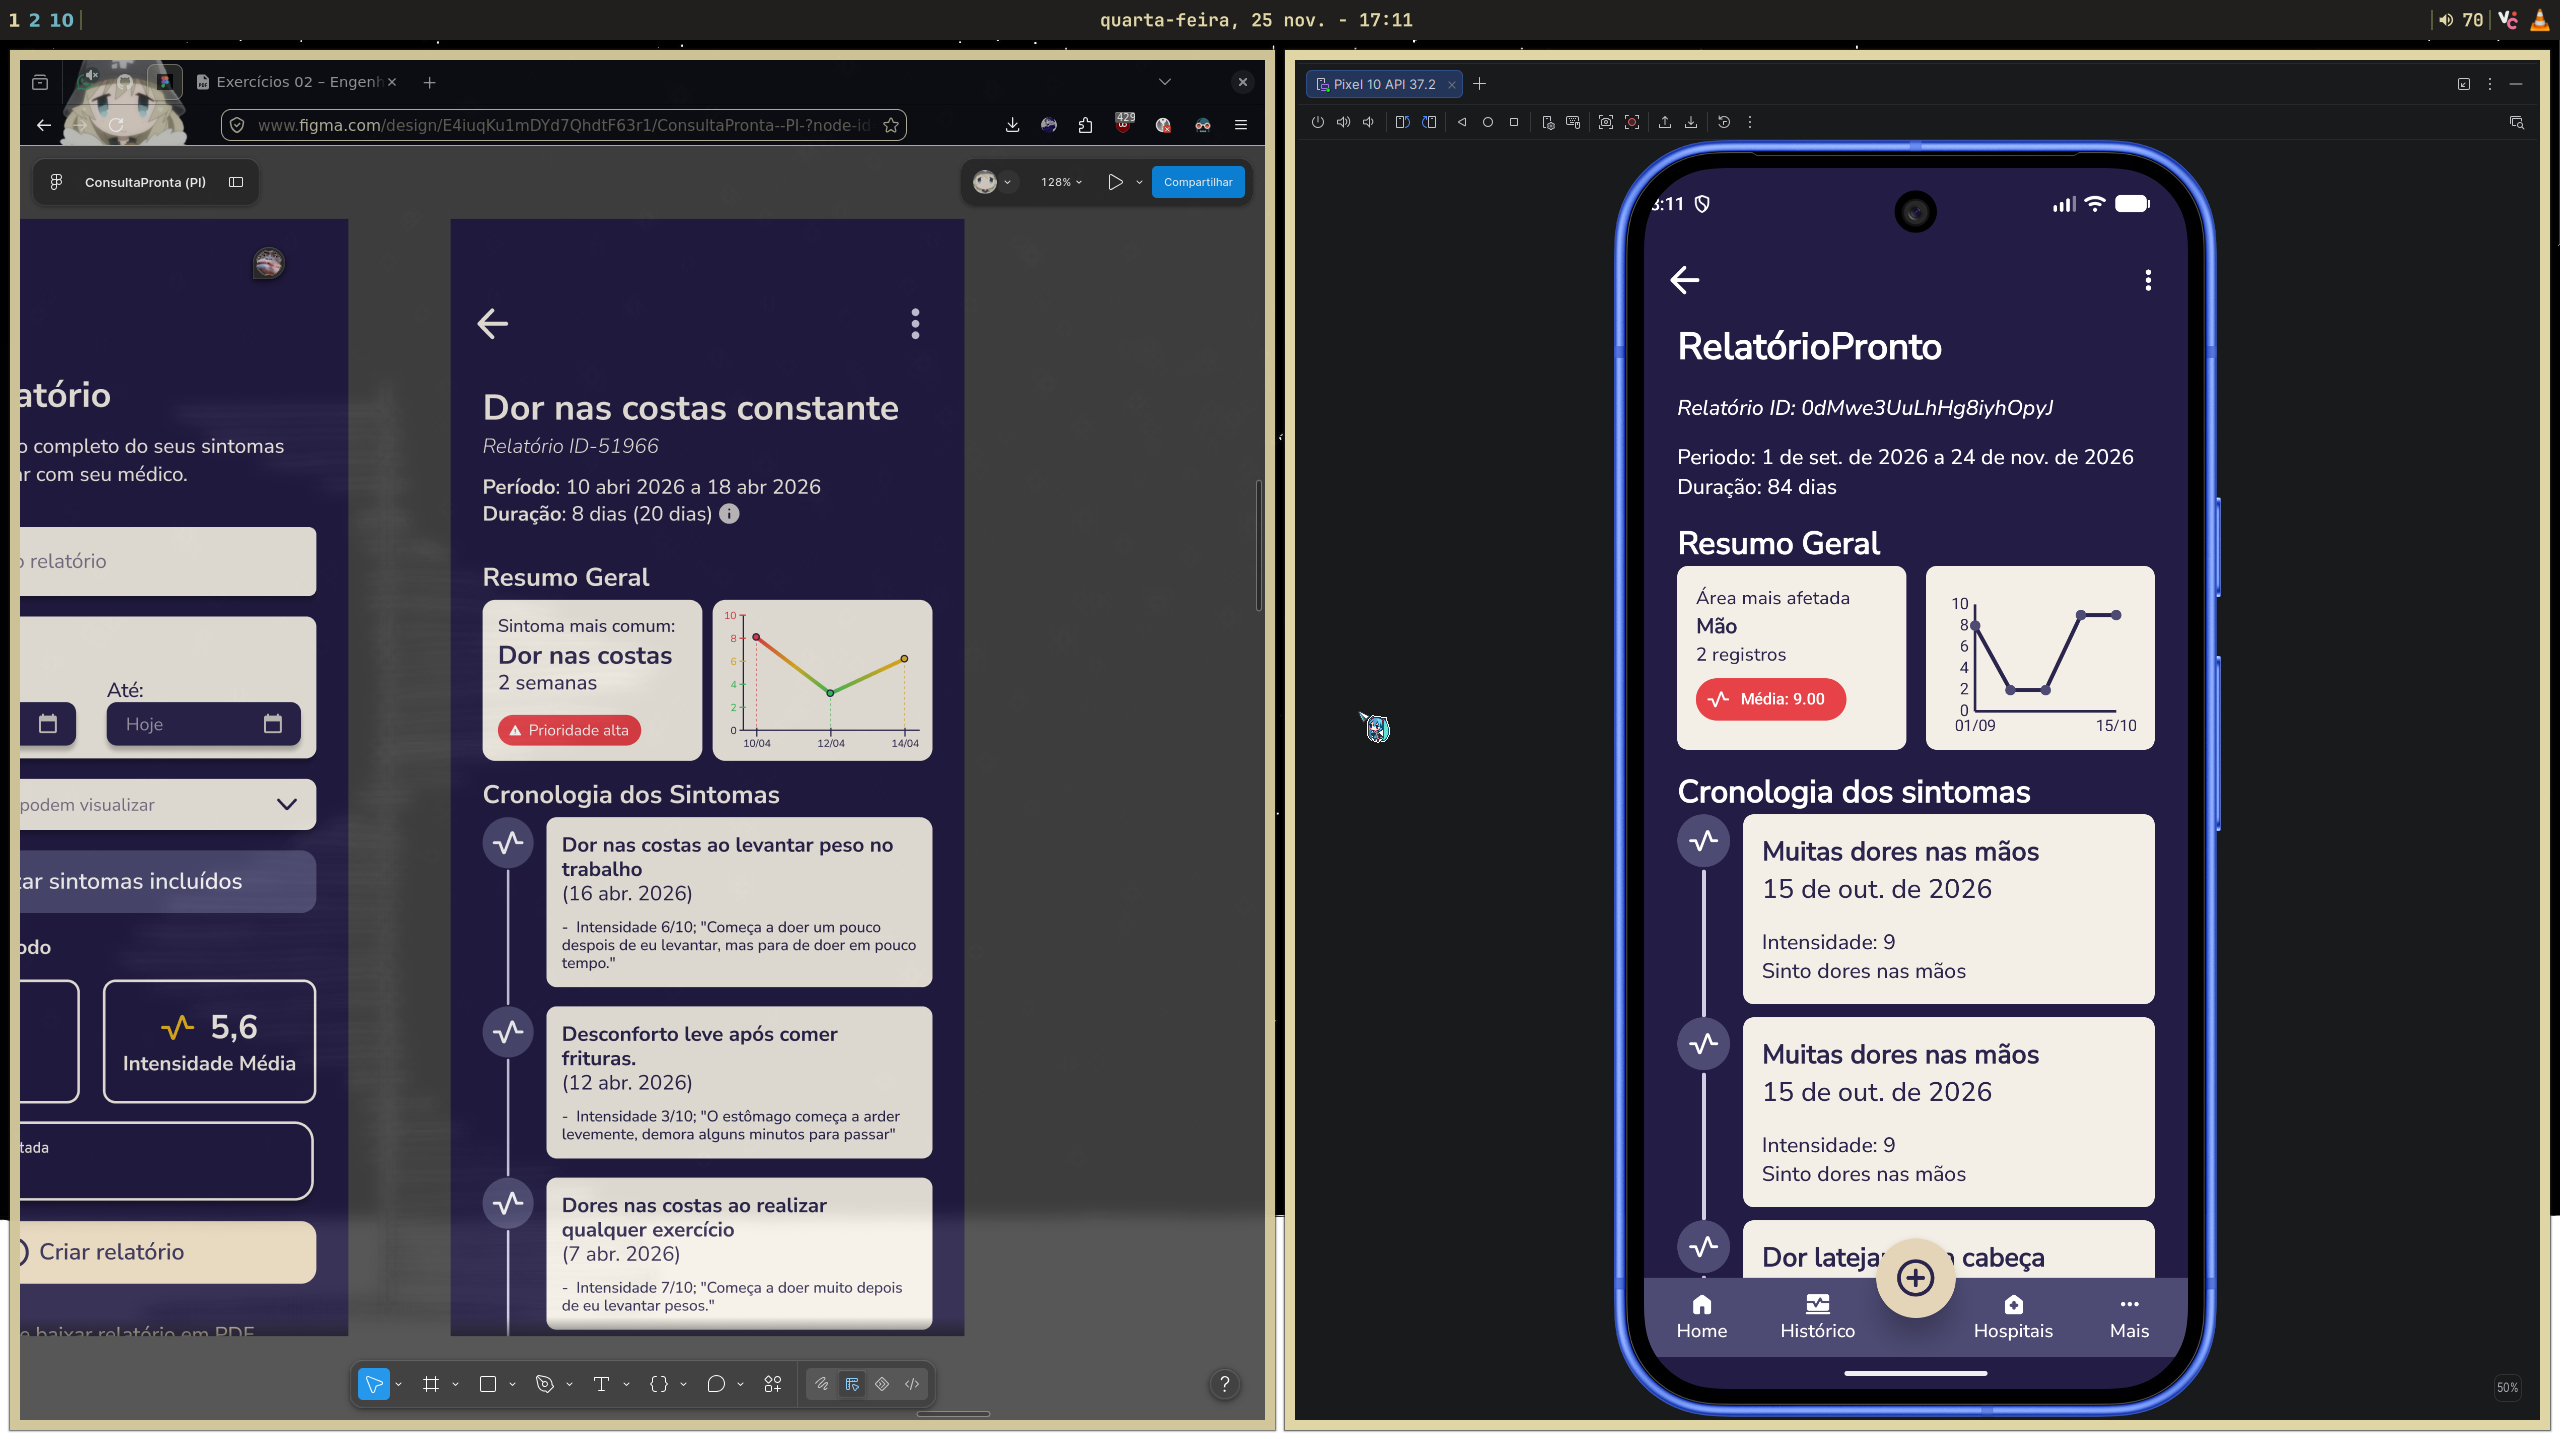 1 2 10
quarta-feira, 25 nov. - 17:11
70
Exercícios 02 – Engenh
www.figma.com/design/E4iuqKu1mDYd7QhdtF63r1/ConsultaPronta--PI-?node-id
429
ConsultaPronta (PI)
128%
Compartilhar
atório
o completo do seus sintomas
ar com seu médico.
o relatório
Até:
Hoje
podem visualizar
zar sintomas incluídos
odo
5,6
Intensidade Média
tada
Criar relatório
e baixar relatório em PDF
Dor nas costas constante
Relatório ID-51966
Período: 10 abri 2026 a 18 abr 2026
Duração: 8 dias (20 dias)
Resumo Geral
Sintoma mais comum:
Dor nas costas
2 semanas
Prioridade alta
10
8
6
4
2
0
10/04 12/04 14/04
Cronologia dos Sintomas
Dor nas costas ao levantar peso no
trabalho
(16 abr. 2026)
- Intensidade 6/10; "Começa a doer um pouco
despois de eu levantar, mas para de doer em pouco
tempo."
Desconforto leve após comer
frituras.
(12 abr. 2026)
- Intensidade 3/10; "O estômago começa a arder
levemente, demora alguns minutos para passar"
Dores nas costas ao realizar
qualquer exercício
(7 abr. 2026)
- Intensidade 7/10; "Começa a doer muito depois
de eu levantar pesos."
?
Pixel 10 API 37.2
:11
RelatórioPronto
Relatório ID: 0dMwe3UuLhHg8iyhOpyJ
Periodo: 1 de set. de 2026 a 24 de nov. de 2026
Duração: 84 dias
Resumo Geral
Área mais afetada
Mão
2 registros
Média: 9.00
10
8
6
4
2
0
01/09 15/10
Cronologia dos sintomas
Muitas dores nas mãos
15 de out. de 2026
Intensidade: 9
Sinto dores nas mãos
Muitas dores nas mãos
15 de out. de 2026
Intensidade: 9
Sinto dores nas mãos
Dor lateja cabeça
Home Histórico Hospitais Mais
50%